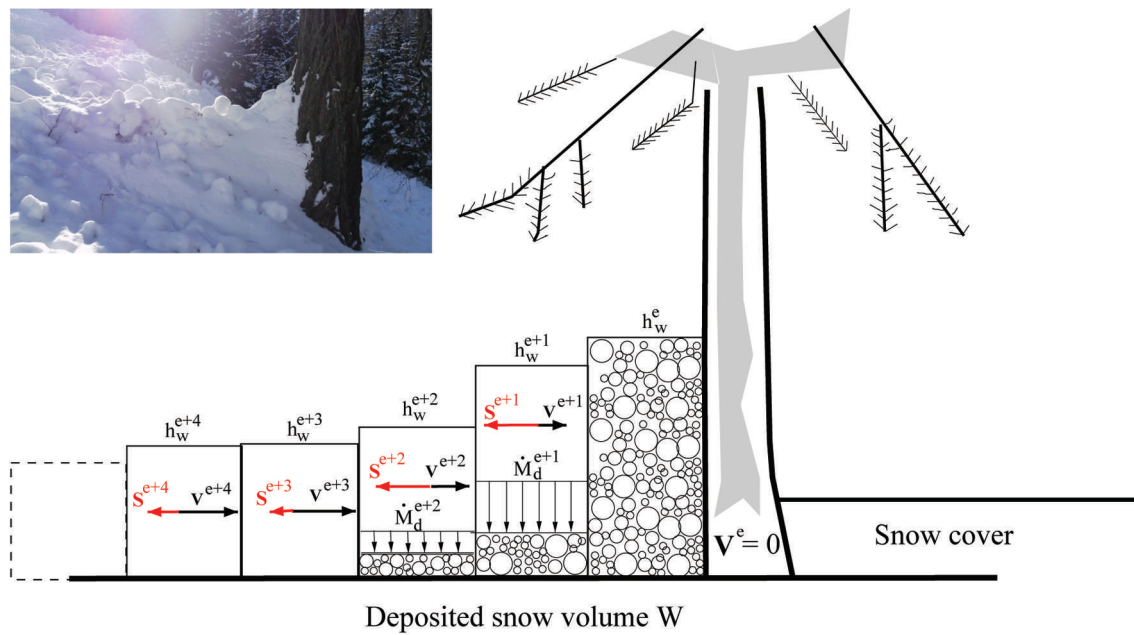 h_w^e
h_w^{e+1}
S^{e+1} v^{e+1}
h_w^{e+2}
h_w^{e+4} h_w^{e+3}
Ṁ_d^{e+1}
S^{e+2} v^{e+2}
S^{e+4} v^{e+4} S^{e+3} v^{e+3}
Ṁ_d^{e+2}
V^e = 0
Snow cover
Deposited snow volume W